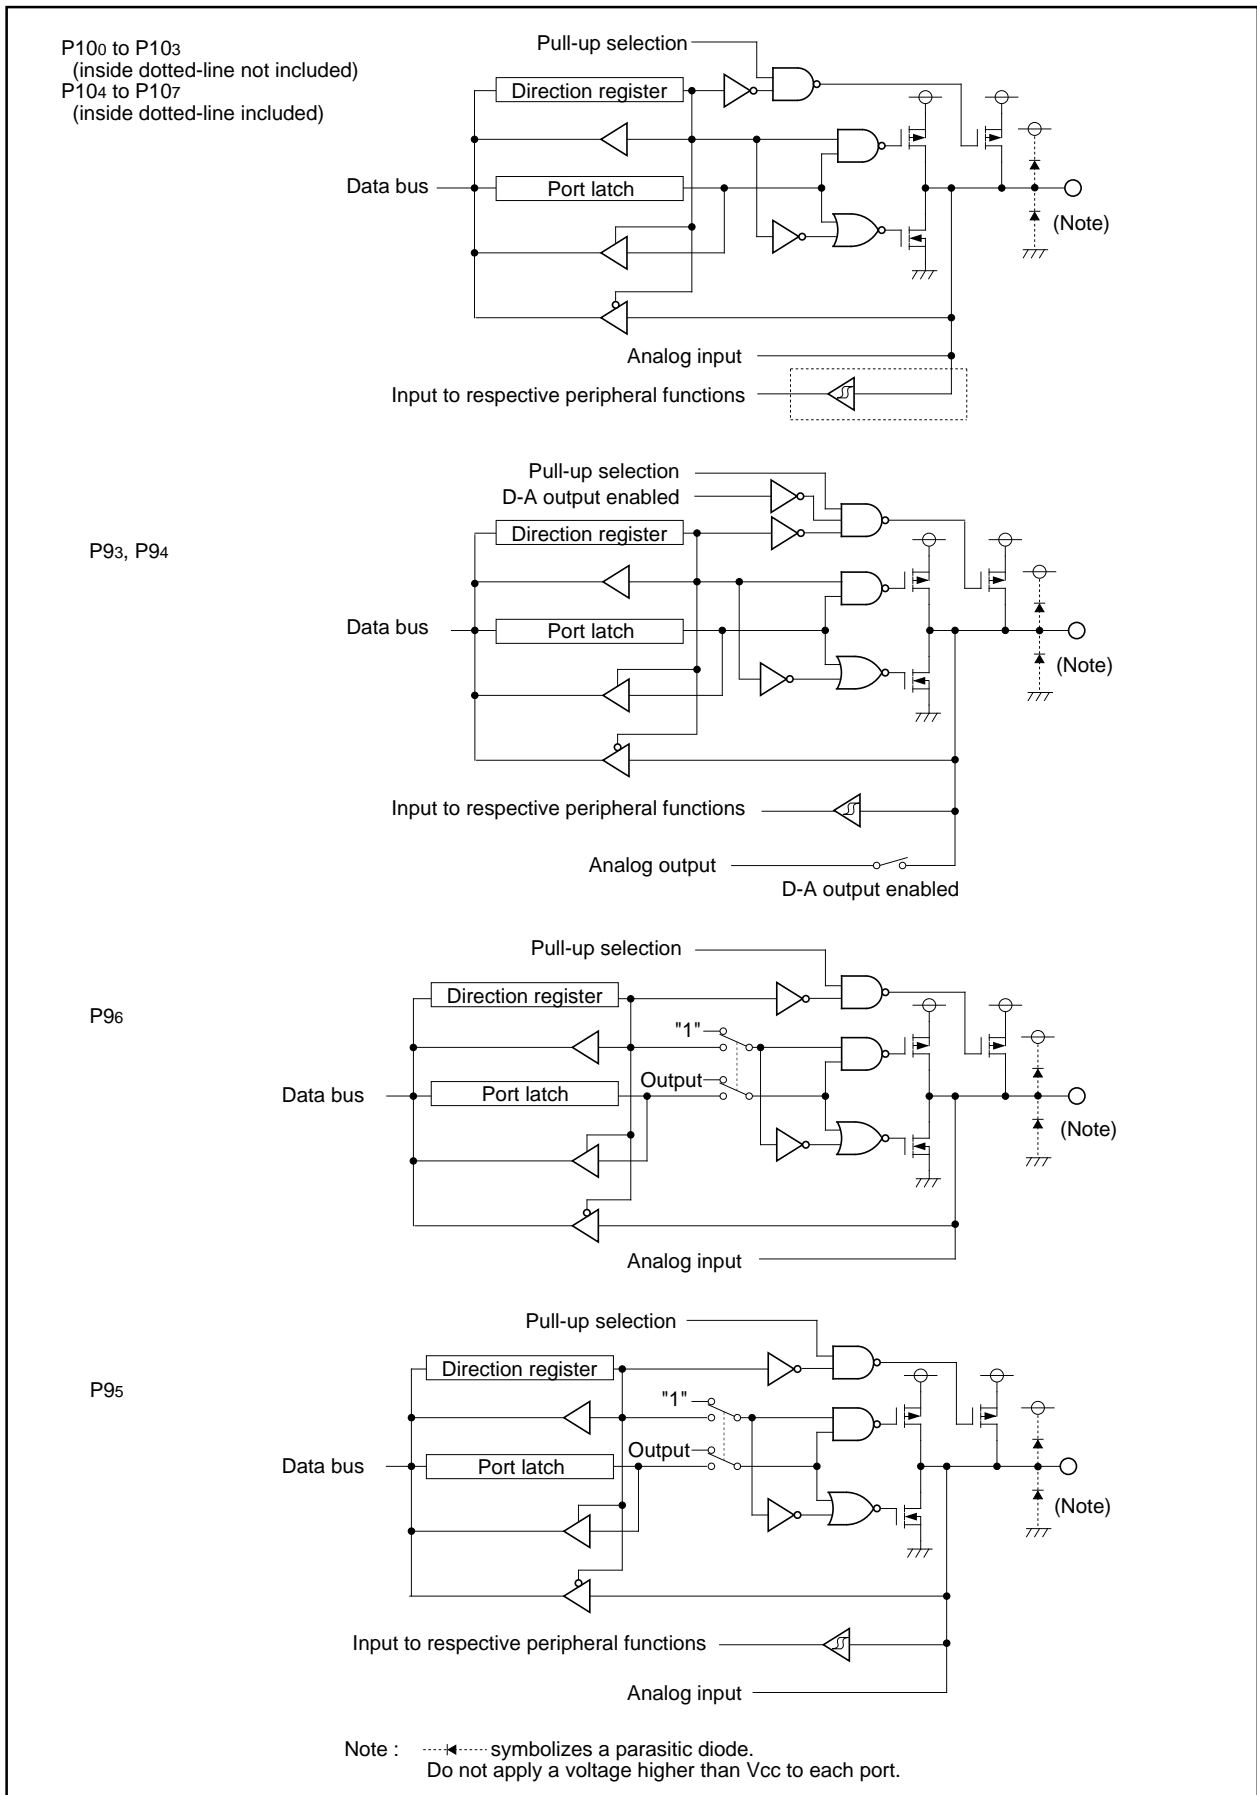 P100 to P103
(inside dotted-line not included)
P104 to P107
(inside dotted-line included)
Pull-up selection
Direction register
Data bus
Port latch
(Note)
Analog input
Input to respective peripheral functions
P93, P94
Pull-up selection
D-A output enabled
Direction register
Data bus
Port latch
(Note)
Input to respective peripheral functions
Analog output
D-A output enabled
P96
Pull-up selection
Direction register
"1"
Output
Data bus
Port latch
(Note)
Analog input
P95
Pull-up selection
Direction register
"1"
Output
Data bus
Port latch
(Note)
Input to respective peripheral functions
Analog input
Note : symbolizes a parasitic diode.
Do not apply a voltage higher than Vcc to each port.